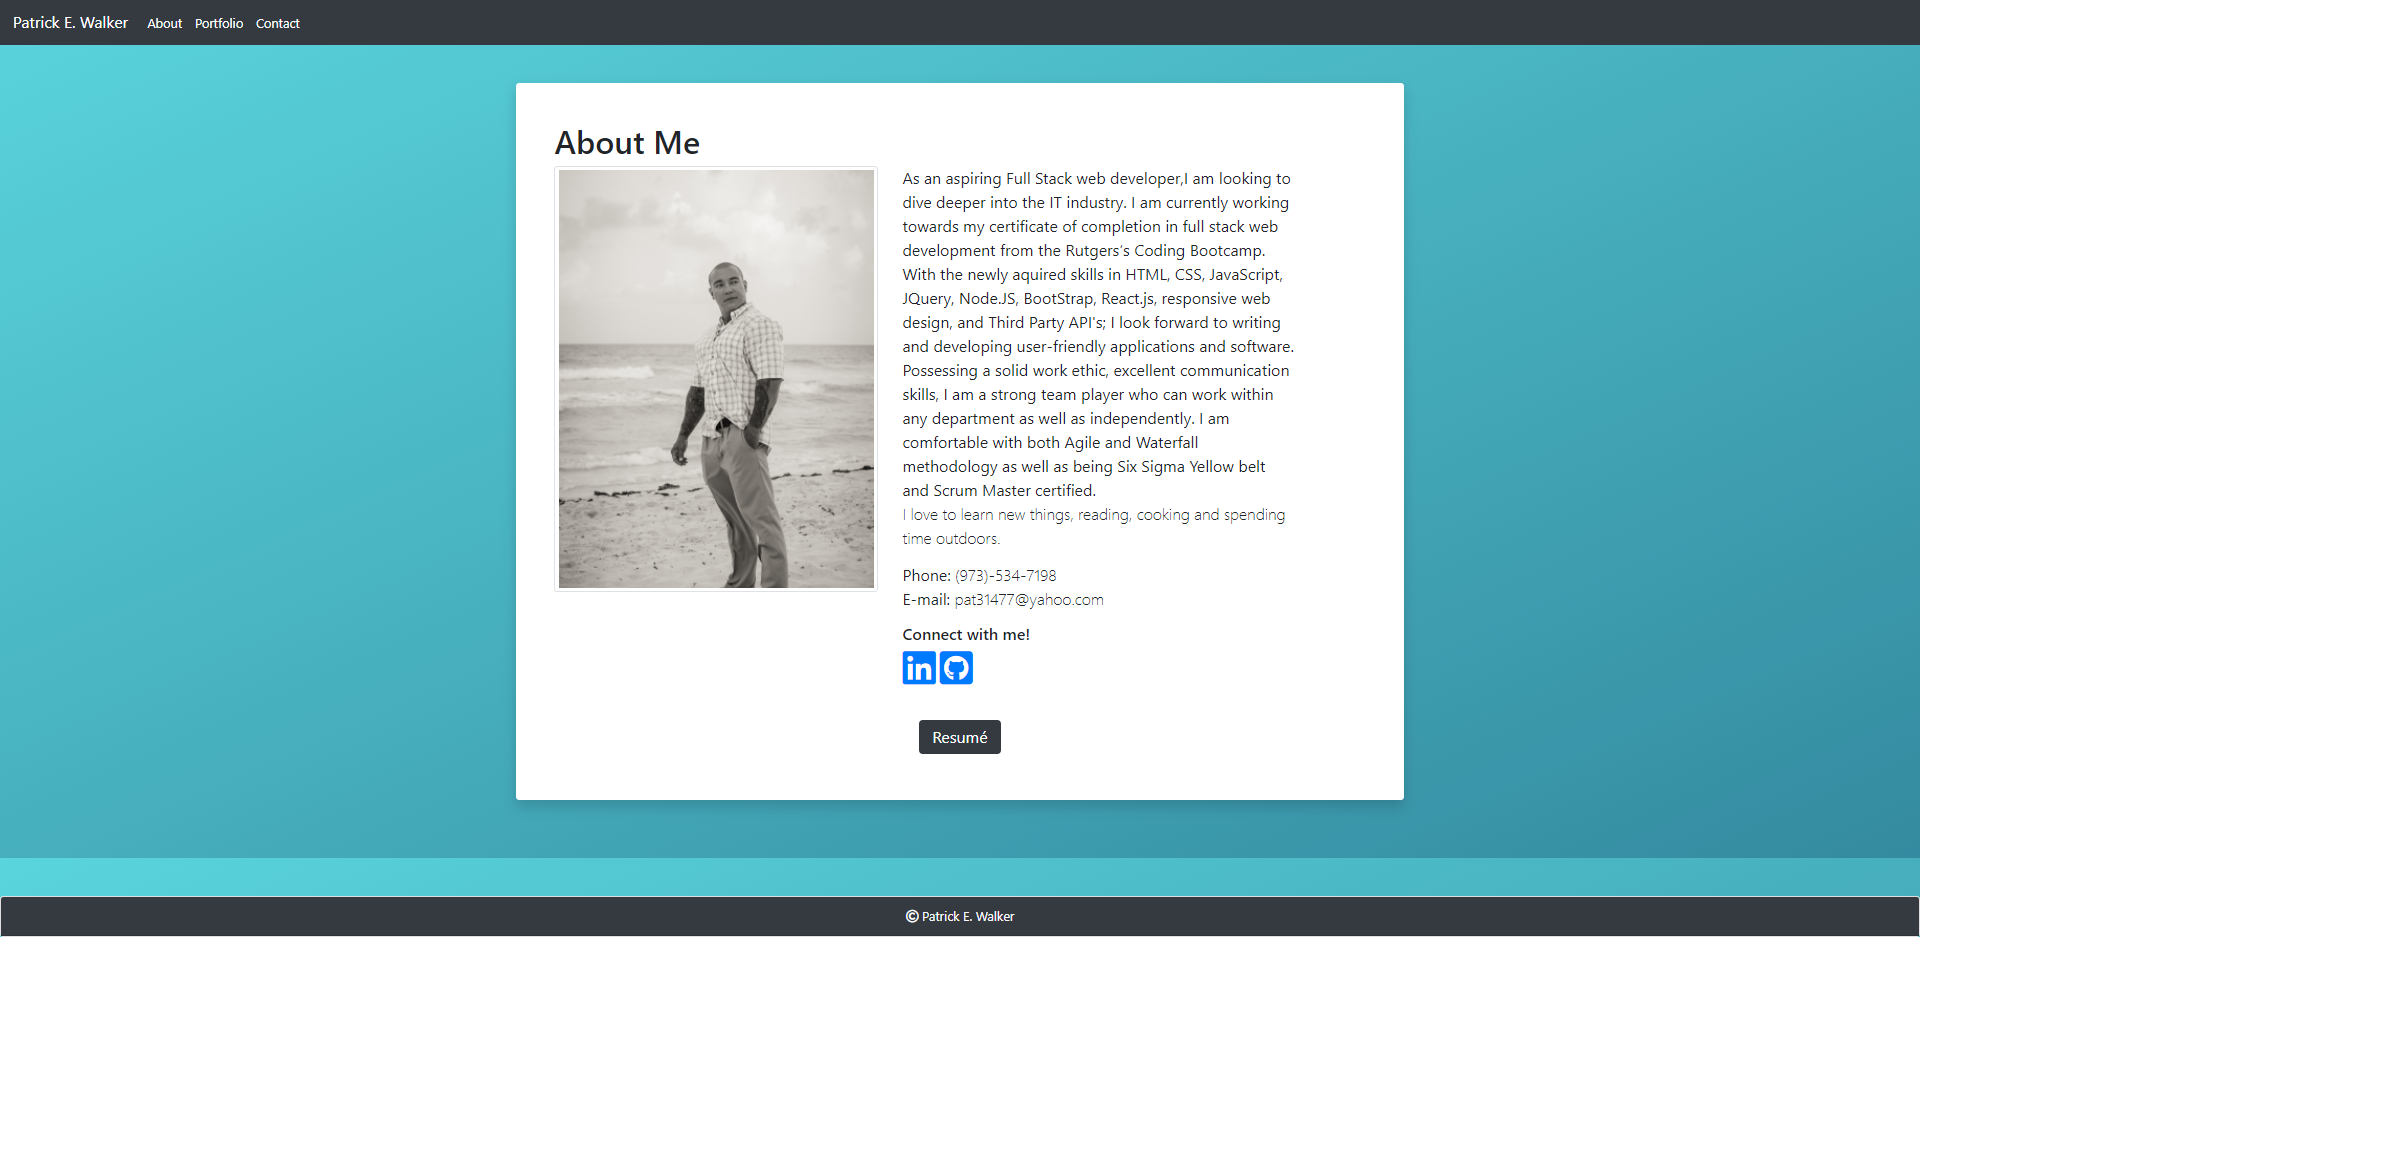 Patrick E. Walker About Portfolio Contact
About Me
As an aspiring Full Stack web developer,I am looking to
dive deeper into the IT industry. I am currently working
towards my certificate of completion in full stack web
development from the Rutgers's Coding Bootcamp.
With the newly aquired skills in HTML, CSS, JavaScript,
JQuery, Node.JS, BootStrap, React.js, responsive web
design, and Third Party API's; I look forward to writing
and developing user-friendly applications and software.
Possessing a solid work ethic, excellent communication
skills, I am a strong team player who can work within
any department as well as independently. I am
comfortable with both Agile and Waterfall
methodology as well as being Six Sigma Yellow belt
and Scrum Master certified.
I love to learn new things, reading, cooking and spending
time outdoors.
Phone: (973)-534-7198
E-mail: pat31477@yahoo.com
Connect with me!
in
Resumé
© Patrick E. Walker